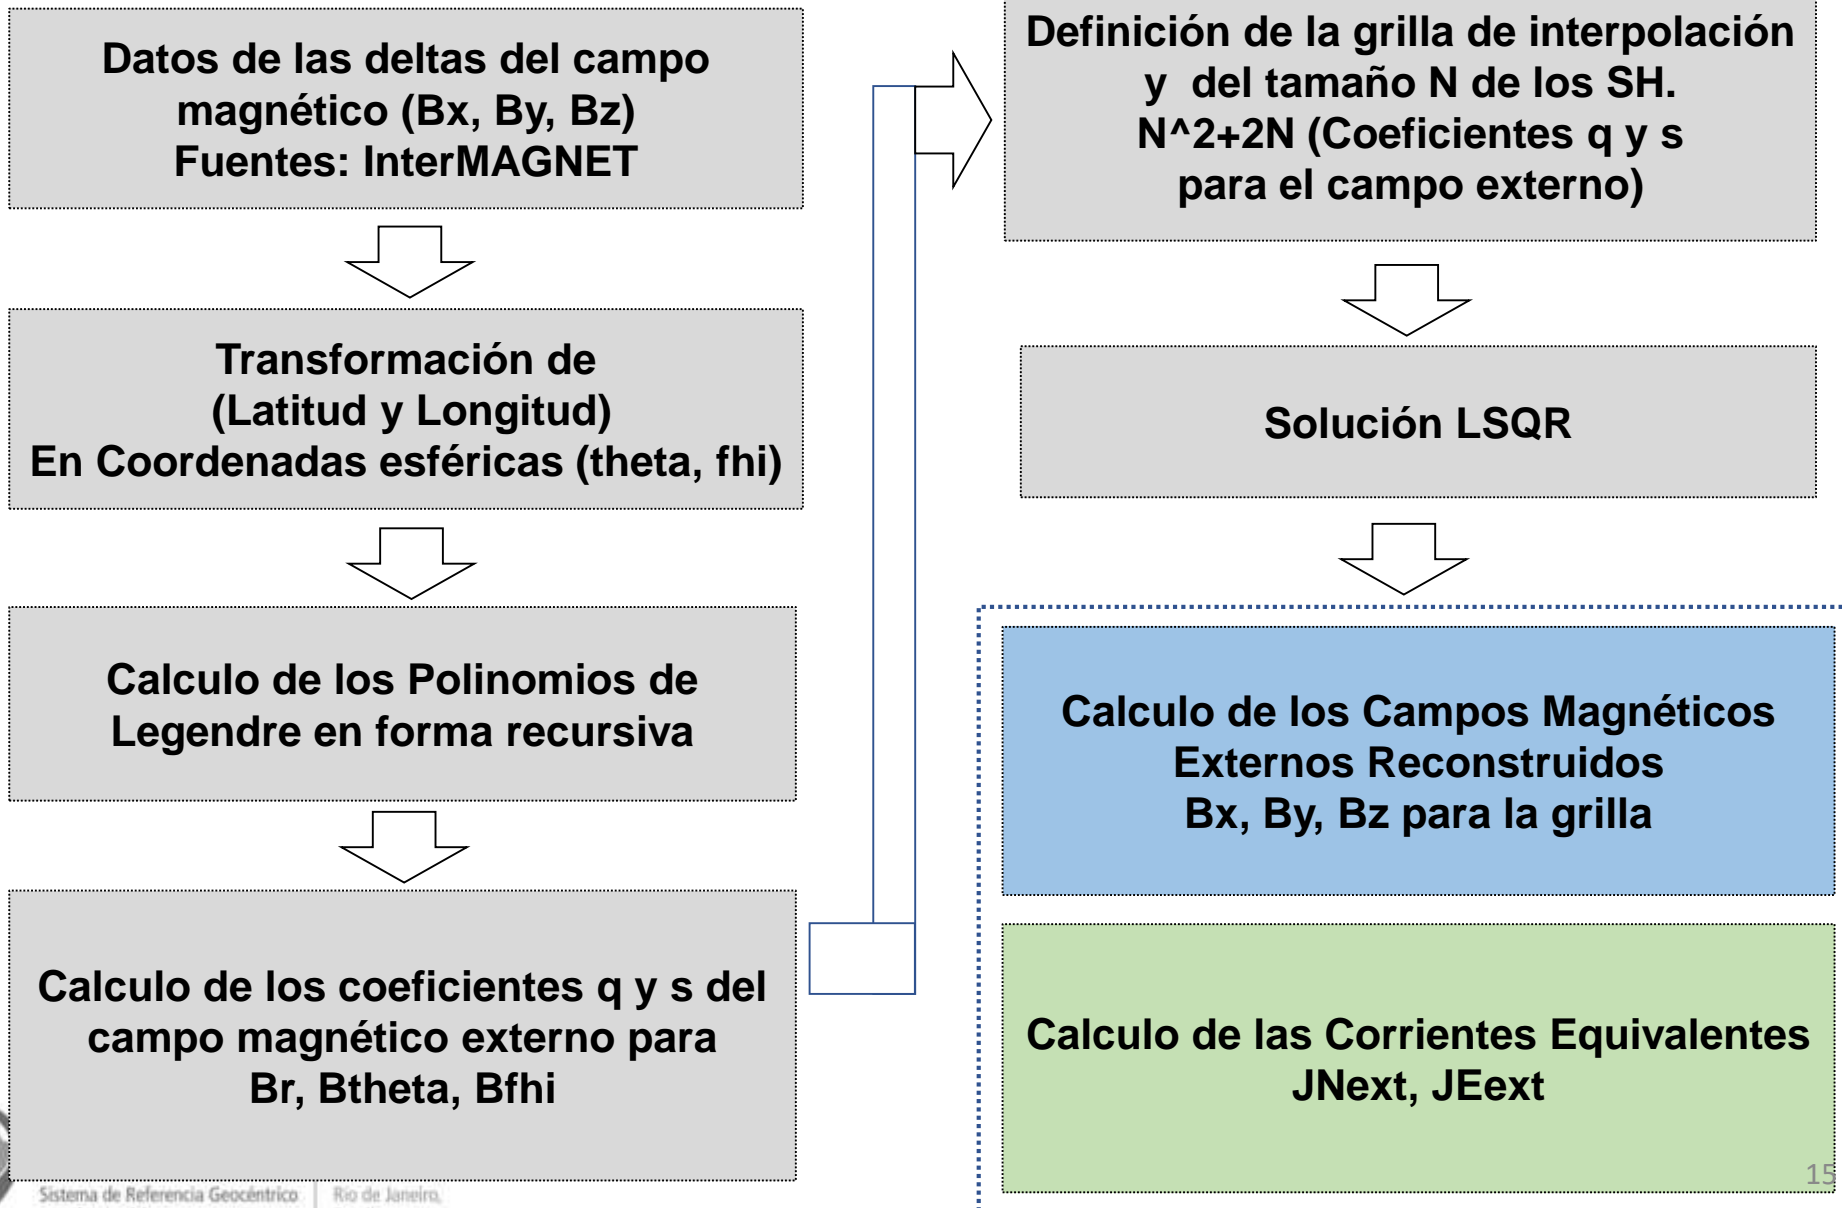 Datos de las deltas del campo
magnético (Bx, By, Bz)
Fuentes: InterMAGNET
Transformación de
(Latitud y Longitud)
En Coordenadas esféricas (theta, fhi)
Calculo de los Polinomios de
Legendre en forma recursiva
Calculo de los coeficientes q y s del
campo magnético externo para
Br, Btheta, Bfhi
Definición de la grilla de interpolación
y  del tamaño N de los SH.
N^2+2N (Coeficientes q y s
para el campo externo)
Solución LSQR
Calculo de los Campos Magnéticos
Externos Reconstruidos
Bx, By, Bz para la grilla
Calculo de las Corrientes Equivalentes
JNext, JEext
15
Sistema de Referencia Geocéntrico | Rio de Janeiro,